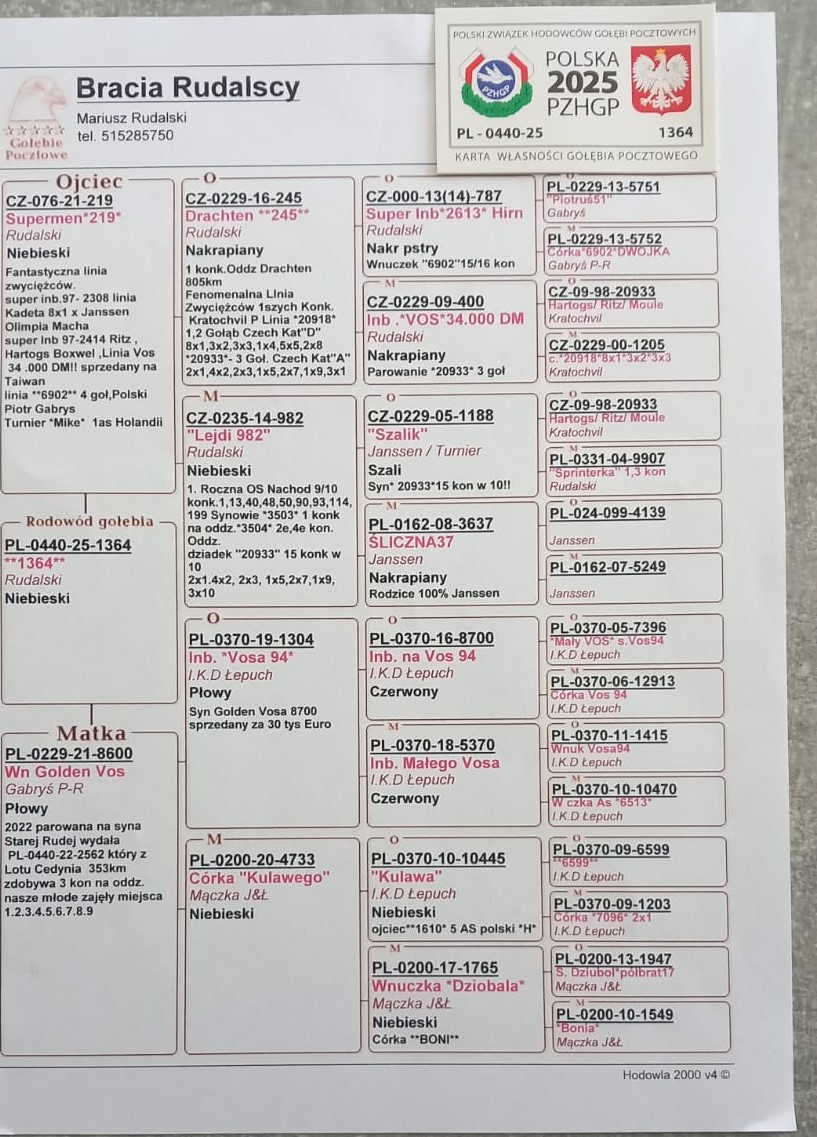 POLSKI ZWIĄZEK HODOWCÓW GOŁĘBI POCZTOWYCH
POLSKA
2025
PZHGP
PZHGP
PL - 0440-25
1364
KARTA WŁASNOŚCI GOŁĘBIA POCZTOWEGO
Bracia Rudalscy
Mariusz Rudalski
tel. 515285750
Gołebie
Pocztowe
Ojciec
CZ-076-21-219
Supermen*219*
Rudalski
Niebieski
Fantastyczna linia
zwycięźców.
super inb.97- 2308 linia
Kadeta 8x1 x Janssen
Olimpia Macha
super Inb 97-2414 Ritz ,
Hartogs Boxwel ,Linia Vos
34 .000 DM!! sprzedany na
Taiwan
linia **6902** 4 goł,Polski
Piotr Gabrys
Turnier *Mike* 1as Holandii
Rodowód gołębia
PL-0440-25-1364
**1364**
Rudalski
Niebieski
Matka
PL-0229-21-8600
Wn Golden Vos
Gabryś P-R
Płowy
2022 parowana na syna
Starej Rudej wydała
PL-0440-22-2562 który z
Lotu Cedynia 353km
zdobywa 3 kon na oddz.
nasze młode zajęły miejsca
1.2.3.4.5.6.7.8.9
O
CZ-0229-16-245
Drachten **245**
Rudalski
Nakrapiany
1 konk.Oddz Drachten
805km
Fenomenalna LInia
Zwycięźców 1szych Konk.
Kratochvil P Linia *20918*
1,2 Gołąb Czech Kat"D"
8x1,3x2,3x3,1x4,5x5,2x8
*20933*- 3 Goł. Czech Kat"A"
2x1,4x2,2x3,1x5,2x7,1x9,3x1
M
CZ-0235-14-982
"Lejdi 982"
Rudalski
Niebieski
1. Roczna OS Nachod 9/10
konk.1,13,40,48,50,90,93,114,
199 Synowie *3503* 1 konk
na oddz.*3504* 2e,4e kon.
Oddz.
dziadek "20933" 15 konk w
10
2x1.4x2, 2x3, 1x5,2x7,1x9,
3x10
O
PL-0370-19-1304
Inb. *Vosa 94*
I.K.D Łepuch
Płowy
Syn Golden Vosa 8700
sprzedany za 30 tys Euro
M
PL-0200-20-4733
Córka "Kulawego"
Mączka J&Ł
Niebieski
O
CZ-000-13(14)-787
Super Inb*2613* Hirn
Rudalski
Nakr pstry
Wnuczek "6902"15/16 kon
M
CZ-0229-09-400
Inb .*VOS*34.000 DM
Rudalski
Nakrapiany
Parowanie *20933* 3 goł
O
CZ-0229-05-1188
"Szalik"
Janssen / Turnier
Szali
Syn* 20933*15 kon w 10!!
M
PL-0162-08-3637
ŚLICZNA37
Janssen
Nakrapiany
Rodzice 100% Janssen
O
PL-0370-16-8700
Inb. na Vos 94
I.K.D Łepuch
Czerwony
M
PL-0370-18-5370
Inb. Małego Vosa
I.K.D Łepuch
Czerwony
O
PL-0370-10-10445
"Kulawa"
I.K.D Łepuch
Niebieski
ojciec**1610* 5 AS polski *H*
M
PL-0200-17-1765
Wnuczka *Dziobala*
Mączka J&Ł
Niebieski
Córka **BONI**
O
PL-0229-13-5751
"Piotruś51"
Gabryś
M
PL-0229-13-5752
Córka*6902*DWÓJKA
Gabryś P-R
O
CZ-09-98-20933
Hartogs/ Ritz/ Moule
Kratochvil
M
CZ-0229-00-1205
c.*20918*8x1*3x2*3x3
Kratochvil
O
CZ-09-98-20933
Hartogs/ Ritz/ Moule
Kratochvil
M
PL-0331-04-9907
"Sprinterka" 1,3 kon
Rudalski
O
PL-024-099-4139
Janssen
M
PL-0162-07-5249
Janssen
O
PL-0370-05-7396
*Mały VOS* s.Vos94
I.K.D Łepuch
M
PL-0370-06-12913
Córka Vos 94
I.K.D Łepuch
O
PL-0370-11-1415
Wnuk Vosa94
I.K.D Łepuch
M
PL-0370-10-10470
W czka As *6513*
I.K.D Łepuch
O
PL-0370-09-6599
**6599**
I.K.D Łepuch
M
PL-0370-09-1203
Córka *7096* 2x1
I.K.D Łepuch
O
PL-0200-13-1947
S. Dziubol*pólbrat17
Mączka J&Ł
M
PL-0200-10-1549
*Bonia*
Mączka J&Ł
Hodowla 2000 v4 ©